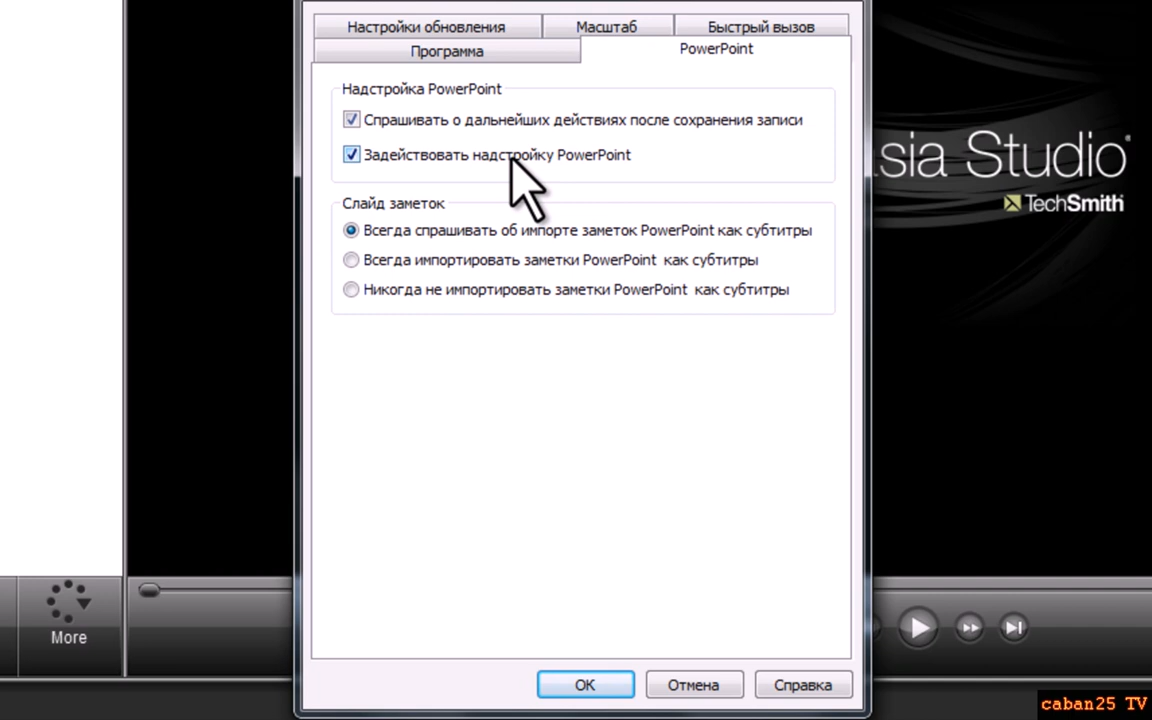 Настройки обновления
Масштаб
Быстрый вызов
Программа
PowerPoint
Надстройка PowerPoint
Спрашивать о дальнейших действиях после сохранения записи
Задействовать надстройку PowerPoint
Слайд заметок
Всегда спрашивать об импорте заметок PowerPoint как субтитры
Всегда импортировать заметки PowerPoint как субтитры
Никогда не импортировать заметки PowerPoint как субтитры
asia Studio
TechSmith
More
ОК
Отмена
Справка
caban25 TV